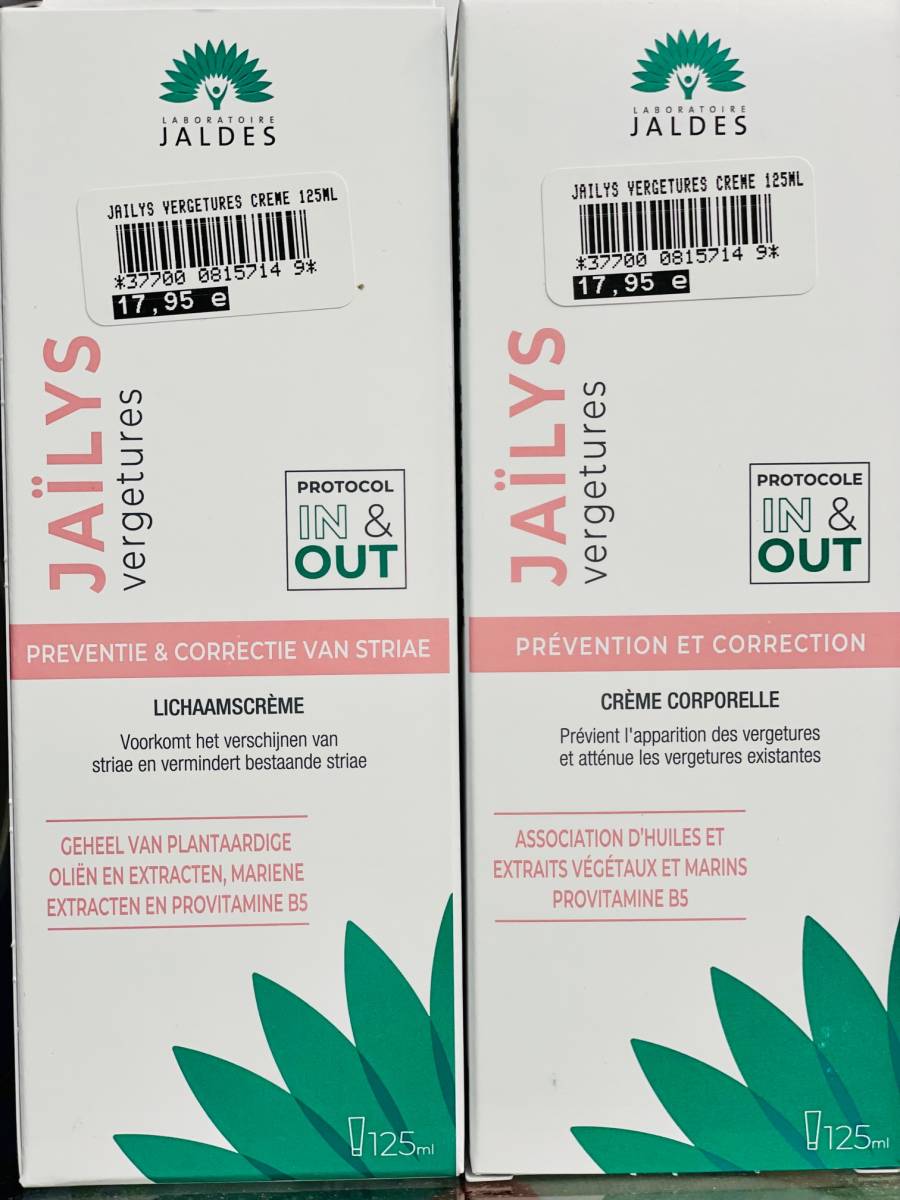 LABORATOIRE
JALDES
JAILYS VERGETURES CREME 125ML
*37700 0815714 9*
17,95 e
JAÏLYS
vergetures
PROTOCOL
IN &
OUT
PREVENTIE & CORRECTIE VAN STRIAE
LICHAAMSCRÈME
Voorkomt het verschijnen van
striae en vermindert bestaande striae
GEHEEL VAN PLANTAARDIGE
OLIËN EN EXTRACTEN, MARIENE
EXTRACTEN EN PROVITAMINE B5
125ml
LABORATOIRE
JALDES
JAILYS VERGETURES CREME 125ML
*37700 0815714 9*
17,95 e
JAÏLYS
vergetures
PROTOCOLE
IN &
OUT
PRÉVENTION ET CORRECTION
CRÈME CORPORELLE
Prévient l'apparition des vergetures
et atténue les vergetures existantes
ASSOCIATION D'HUILES ET
EXTRAITS VÉGÉTAUX ET MARINS
PROVITAMINE B5
125ml